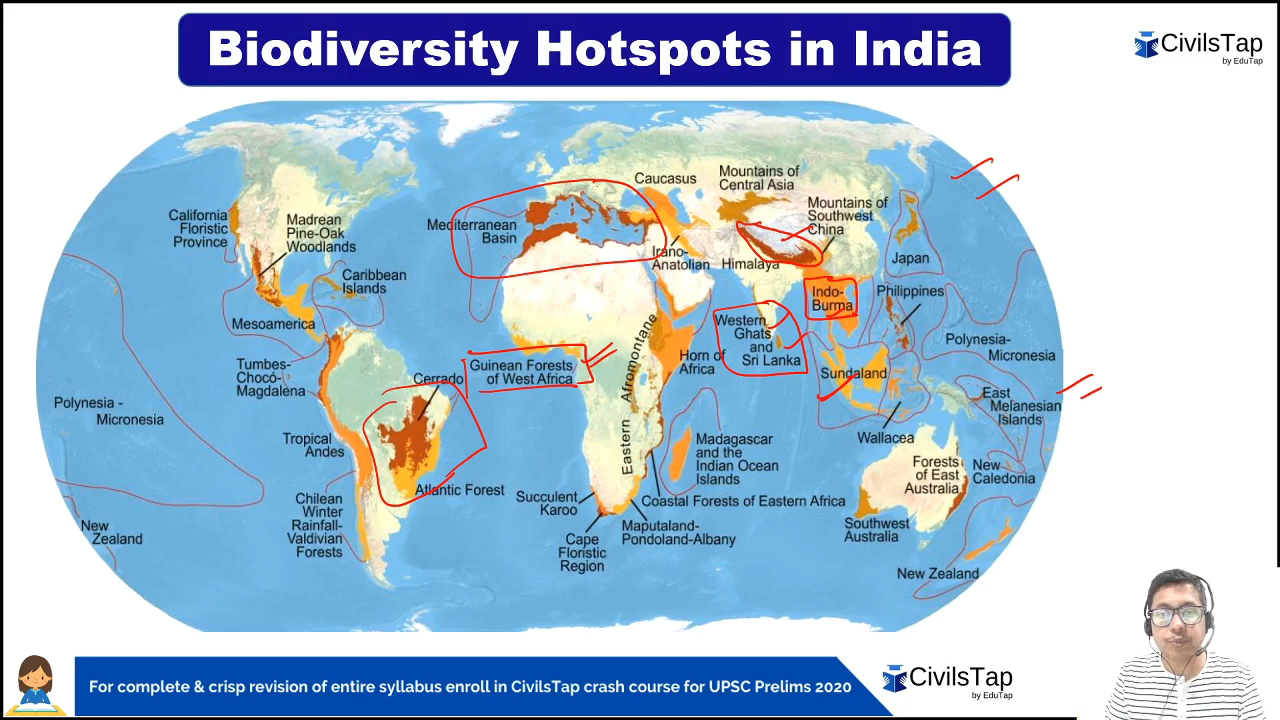 Biodiversity Hotspots in India
CivilsTap
by EduTap
California
Floristic
Province
Madrean
Pine-Oak
Woodlands
Caribbean
Islands
Mesoamerica
Tumbes-
Chocó-
Magdalena
Polynesia -
Micronesia
Tropical
Andes
Chilean
Winter
Rainfall-
Valdivian
Forests
New
Zealand
Cerrado
Atlantic Forest
Mediterranean
Basin
Caucasus
Mountains of
Central Asia
Mountains of
Southwest
China
Irano-
Anatolian
Himalaya
Japan
Indo-
Burma
Philippines
Western
Ghats
and
Sri Lanka
Polynesia-
Micronesia
Guinean Forests
of West Africa
Eastern Afromontane
Horn of
Africa
Sundaland
East
Melanesian
Islands
Wallacea
Madagascar
and the
Indian Ocean
Islands
Forests
of East
Australia
New
Caledonia
Succulent
Karoo
Coastal Forests of Eastern Africa
Cape
Floristic
Region
Maputaland-
Pondoland-Albany
Southwest
Australia
New Zealand
For complete & crisp revision of entire syllabus enroll in CivilsTap crash course for UPSC Prelims 2020
CivilsTap
by EduTap